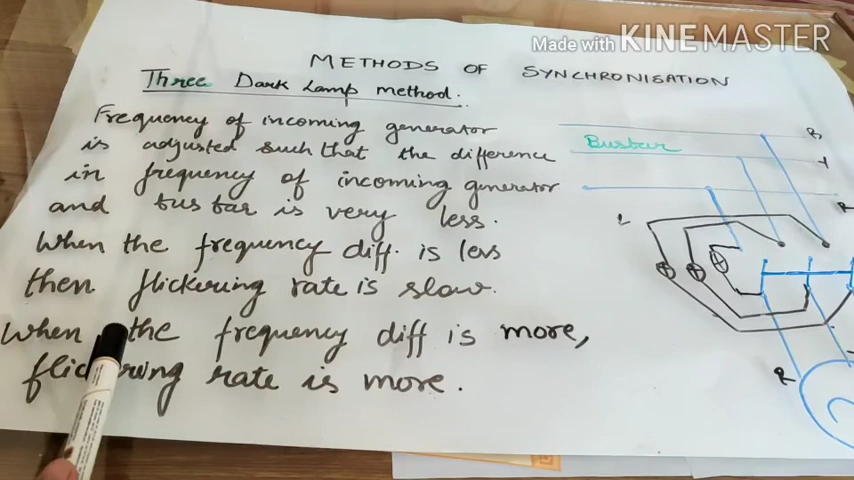 Made with KINEMASTER
METHODS OF SYNCHRONISATION
Three Dark Lamp method.
Frequency of incoming generator
is adjusted such that the difference
in frequency of incoming generator
and busbar is very less.
When the frequency diff. is less
then flickering rate is slow.
When the frequency diff is more,
flickering rate is more.
B
Busbar
Y
R
L
R